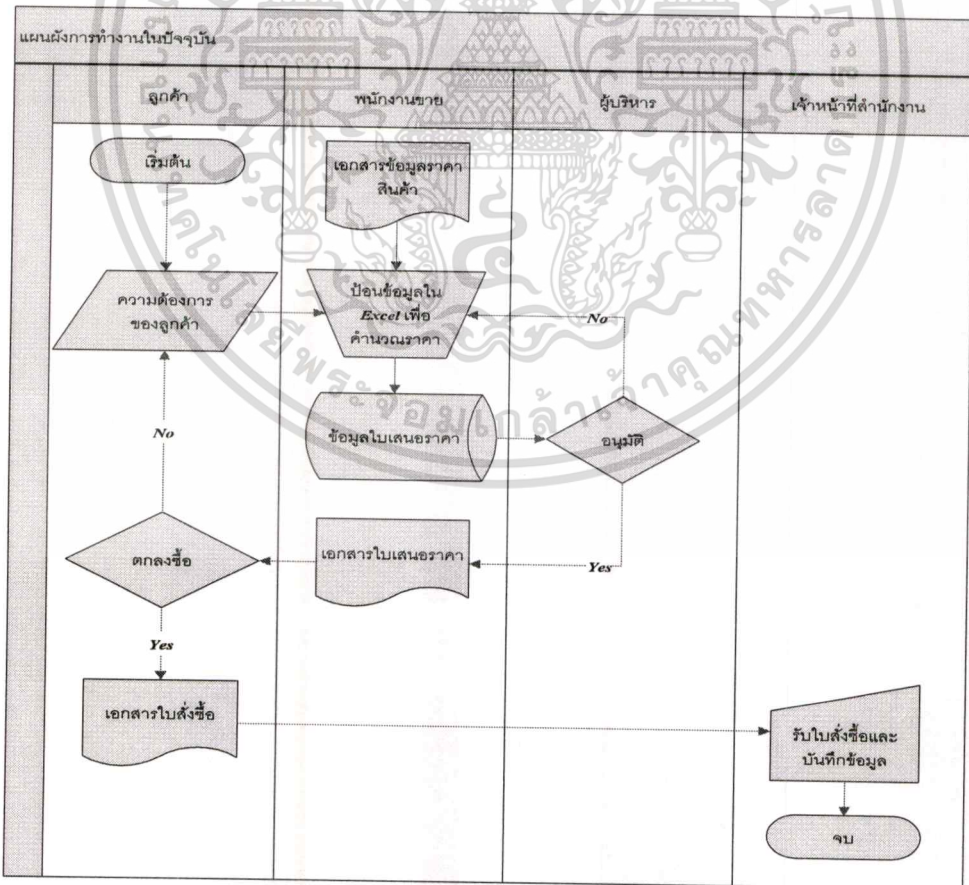 แผนผังการทำงานในปัจจุบัน
ลูกค้า
พนักงานขาย
ผู้บริหาร
เจ้าหน้าที่สำนักงาน
เริ่มต้น
เอกสารข้อมูลราคา
สินค้า
ความต้องการ
ของลูกค้า
ป้อนข้อมูลใน
Excel เพื่อ
คำนวณราคา
No
ข้อมูลใบเสนอราคา
อนุมัติ
No
ตกลงซื้อ
เอกสารใบเสนอราคา
Yes
Yes
เอกสารใบสั่งซื้อ
รับใบสั่งซื้อและ
บันทึกข้อมูล
จบ